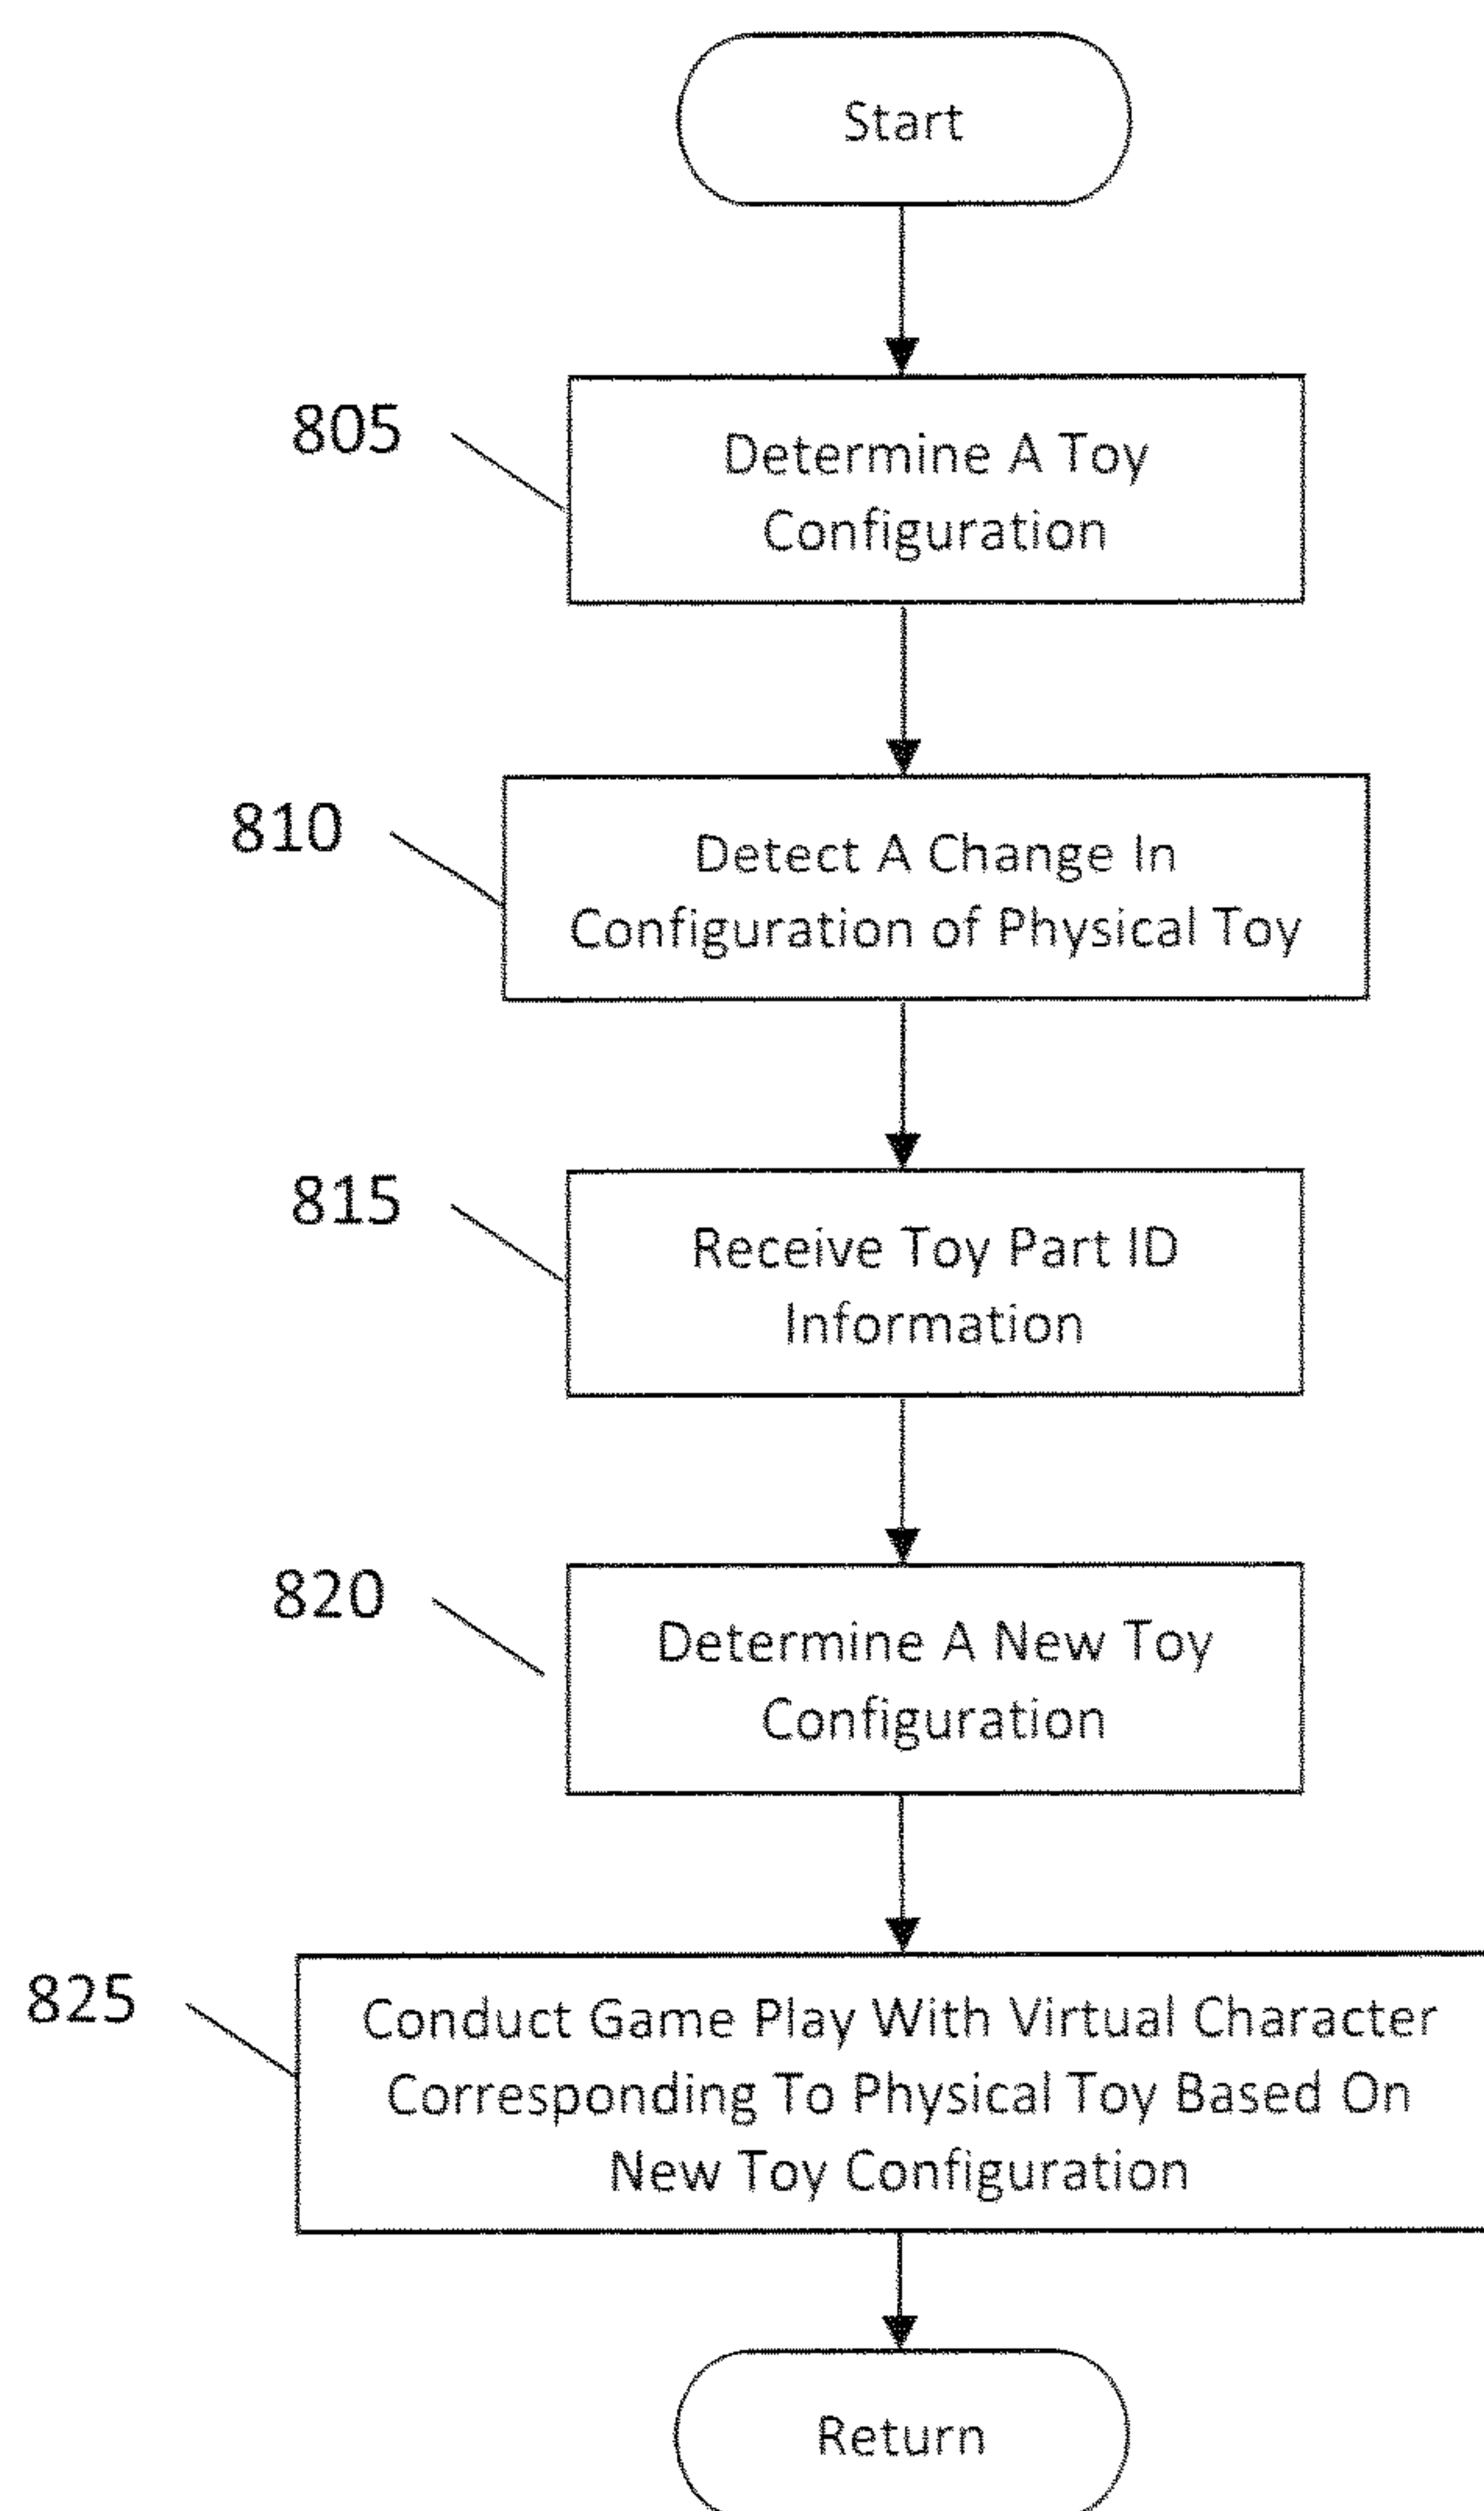 Start
805
Determine A Toy
Configuration
810
Detect A Change In
Configuration of Physical Toy
815
Receive Toy Part ID
Information
820
Determine A New Toy
Configuration
825
Conduct Game Play With Virtual Character
Corresponding To Physical Toy Based On
New Toy Configuration
Return